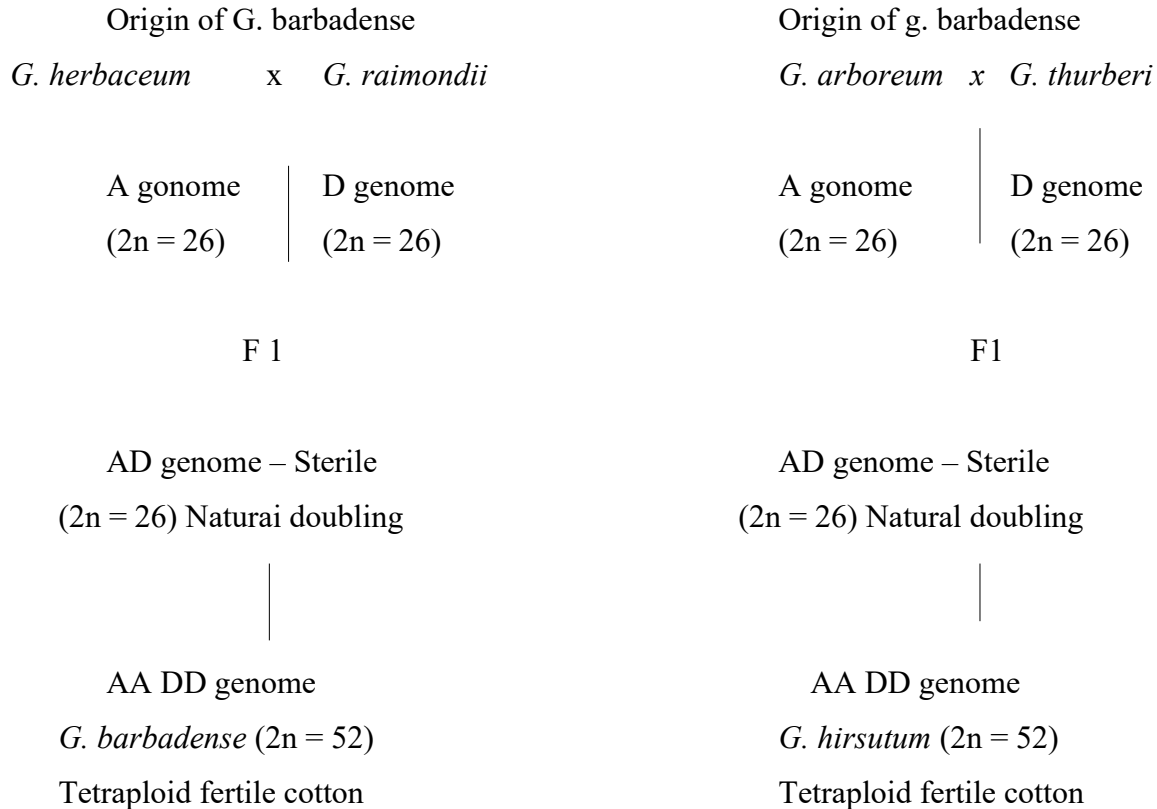 Origin of G. barbadense
G. herbaceum x G. raimondii
A gonome D genome
(2n = 26) (2n = 26)
F 1
AD genome – Sterile
(2n = 26) Naturai doubling
AA DD genome
G. barbadense (2n = 52)
Tetraploid fertile cotton
Origin of g. barbadense
G. arboreum x G. thurberi
A gonome D genome
(2n = 26) (2n = 26)
F1
AD genome – Sterile
(2n = 26) Natural doubling
AA DD genome
G. hirsutum (2n = 52)
Tetraploid fertile cotton